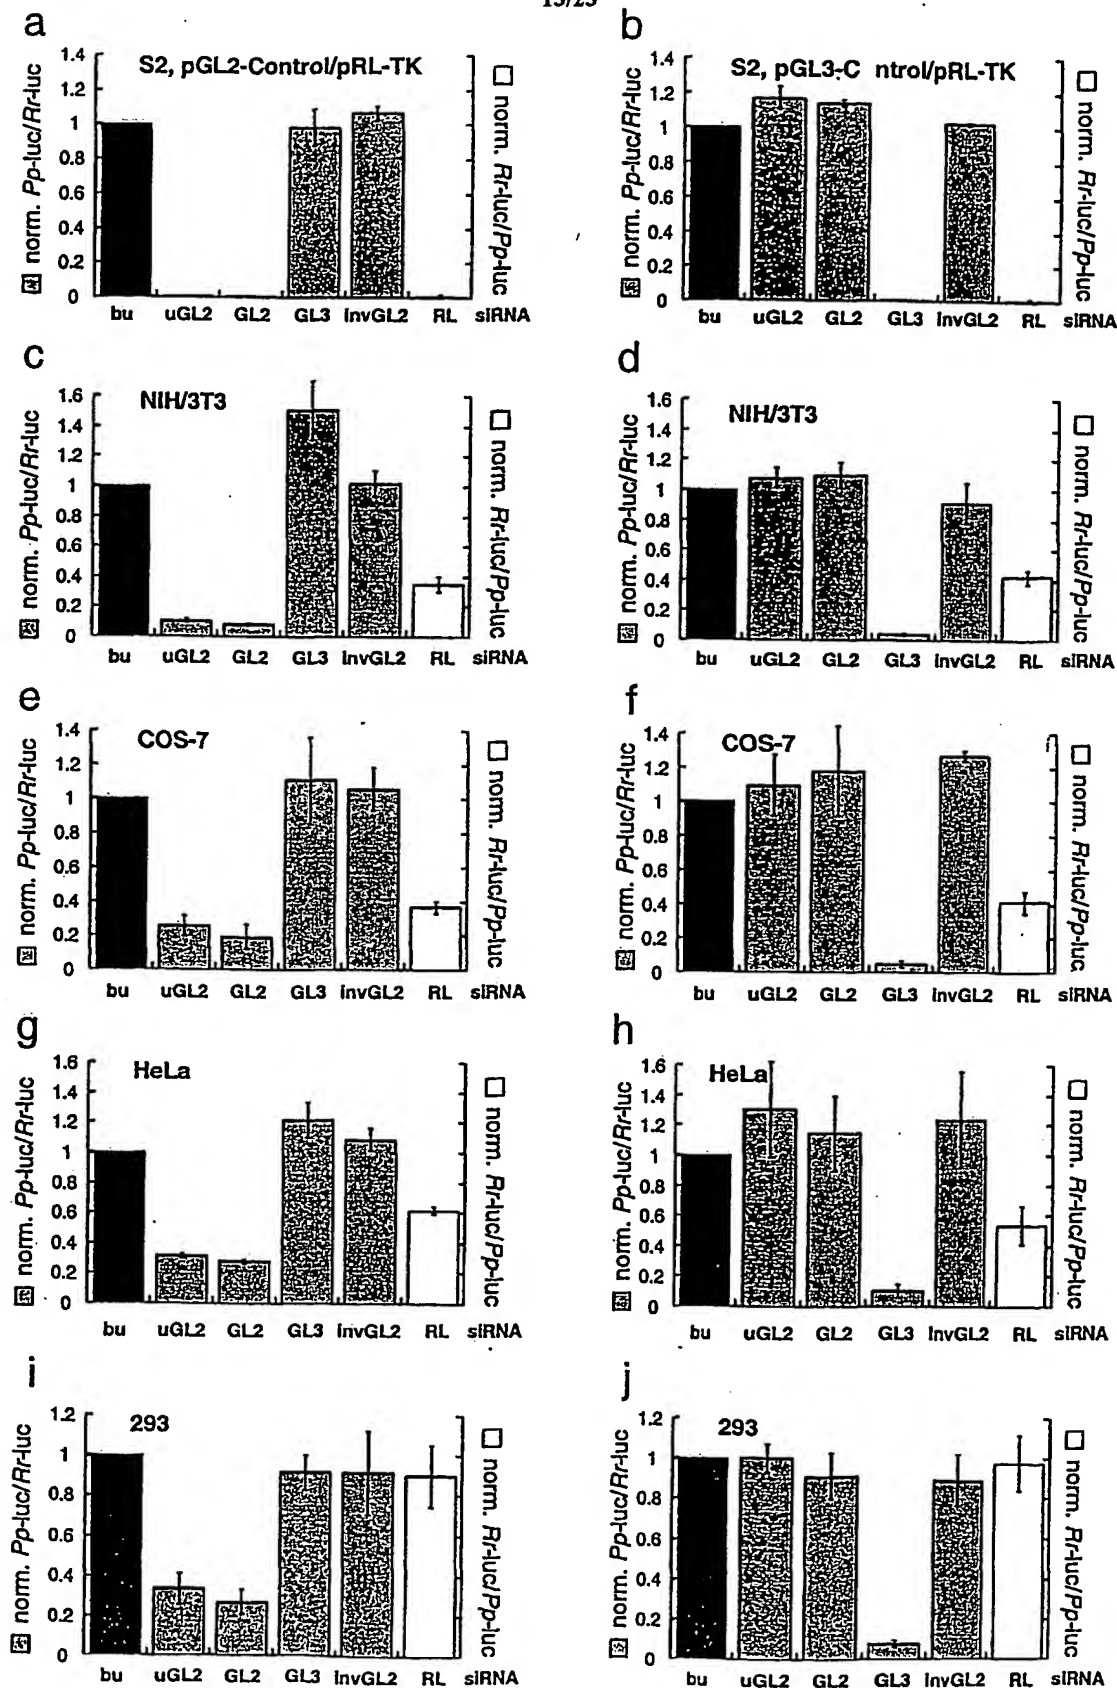 13/23
a
S2, pGL2-Control/pRL-TK
norm. Pp-luc/Rr-luc
1.4
1.2
1
0.8
0.6
0.4
0.2
0
norm. Rr-luc/Pp-luc
bu uGL2 GL2 GL3 invGL2 RL siRNA
b
S2, pGL3-C ntrol/pRL-TK
norm. Pp-luc/Rr-luc
1.4
1.2
1
0.8
0.6
0.4
0.2
0
norm. Rr-luc/Pp-luc
bu uGL2 GL2 GL3 invGL2 RL siRNA
c
NIH/3T3
norm. Pp-luc/Rr-luc
1.6
1.4
1.2
1
0.8
0.6
0.4
0.2
0
norm. Rr-luc/Pp-luc
bu uGL2 GL2 GL3 invGL2 RL siRNA
d
NIH/3T3
norm. Pp-luc/Rr-luc
1.6
1.4
1.2
1
0.8
0.6
0.4
0.2
0
norm. Rr-luc/Pp-luc
bu uGL2 GL2 GL3 invGL2 RL siRNA
e
COS-7
norm. Pp-luc/Rr-luc
1.4
1.2
1
0.8
0.6
0.4
0.2
0
norm. Rr-luc/Pp-luc
bu uGL2 GL2 GL3 invGL2 RL siRNA
f
COS-7
norm. Pp-luc/Rr-luc
1.4
1.2
1
0.8
0.6
0.4
0.2
0
norm. Rr-luc/Pp-luc
bu uGL2 GL2 GL3 invGL2 RL siRNA
g
HeLa
norm. Pp-luc/Rr-luc
1.6
1.4
1.2
1
0.8
0.6
0.4
0.2
0
norm. Rr-luc/Pp-luc
bu uGL2 GL2 GL3 invGL2 RL siRNA
h
HeLa
norm. Pp-luc/Rr-luc
1.6
1.4
1.2
1
0.8
0.6
0.4
0.2
0
norm. Rr-luc/Pp-luc
bu uGL2 GL2 GL3 invGL2 RL siRNA
i
293
norm. Pp-luc/Rr-luc
1.2
1
0.8
0.6
0.4
0.2
0
norm. Rr-luc/Pp-luc
bu uGL2 GL2 GL3 invGL2 RL siRNA
j
293
norm. Pp-luc/Rr-luc
1.2
1
0.8
0.6
0.4
0.2
0
norm. Rr-luc/Pp-luc
bu uGL2 GL2 GL3 invGL2 RL siRNA